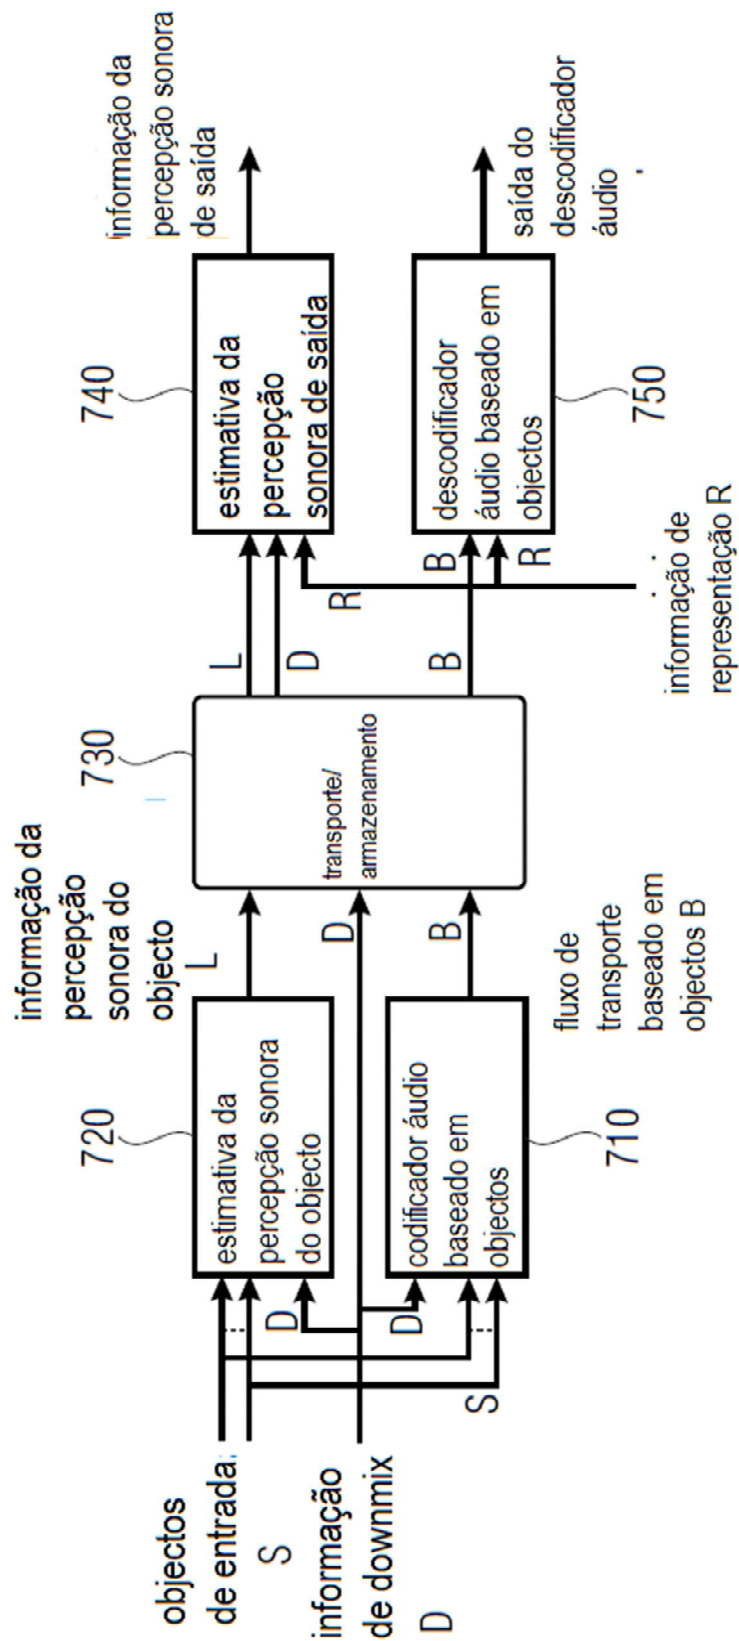 objectos
de entrada
S
informação
de downmix
D
S
D
D
720
estimativa da
percepção sonora
do objecto
codificador áudio
baseado em
objectos
710
informação da
percepção
sonora do
objecto
L
D
B
fluxo de
transporte
baseado em
objectos B
730
transporte/
armazenamento
L
D
B
R
B
R
informação de
representação R
740
estimativa da
percepção
sonora de saída
descodificador
áudio baseado em
objectos
750
informação da
percepção sonora
de saída
saída do
descodificador
áudio